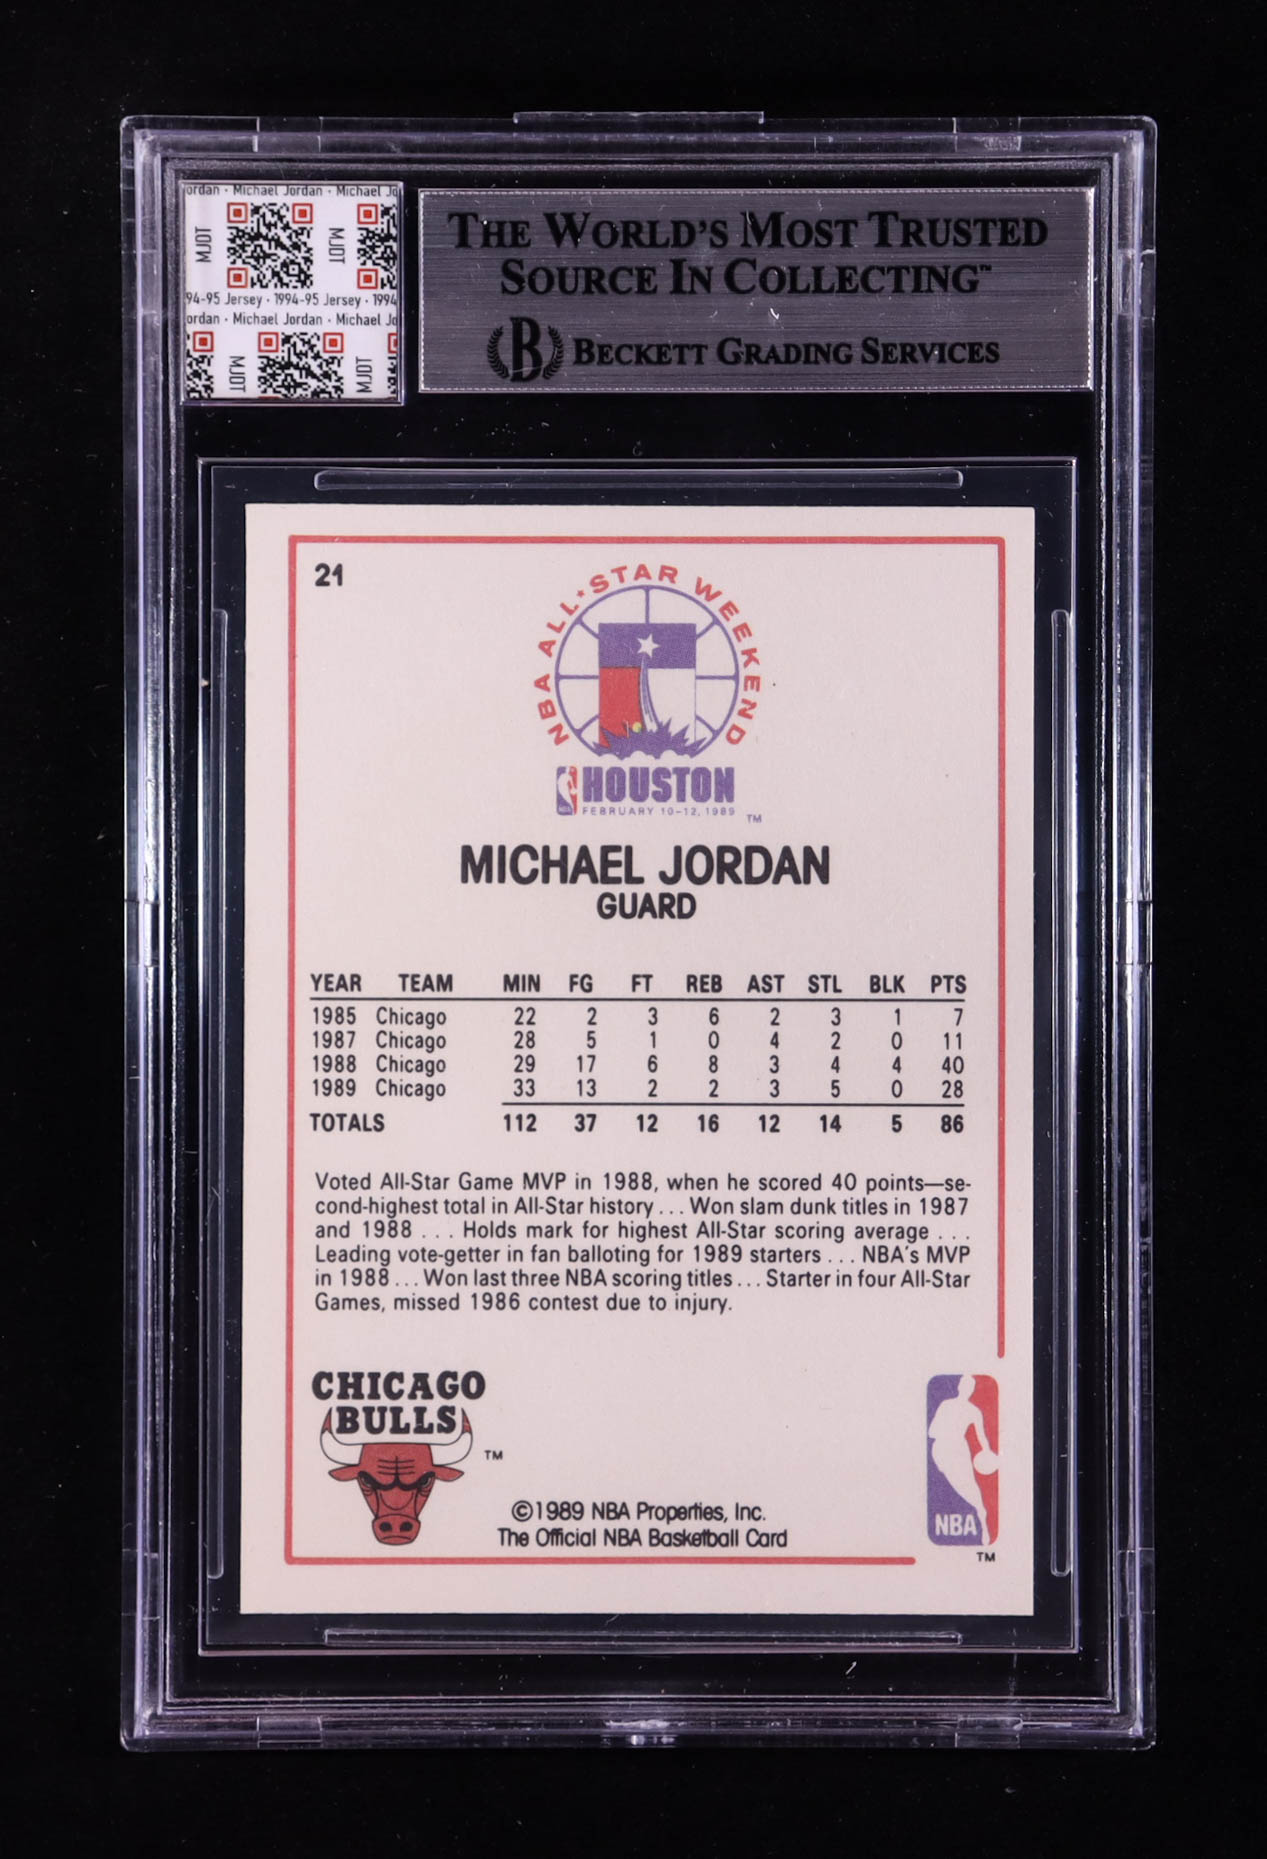 ordan · Michael Jordan · Michael Jo
MJDT
MJDT
94-95 Jersey · 1994-95 Jersey · 1994
ordan · Michael Jordan · Michael Jo
MJDT
MJDT
THE WORLD'S MOST TRUSTED
SOURCE IN COLLECTING™
B BECKETT GRADING SERVICES
21
NBA ALL★STAR WEEKEND
NBA HOUSTON
FEBRUARY 10-12, 1989 TM
MICHAEL JORDAN
GUARD
YEAR TEAM MIN FG FT REB AST STL BLK PTS
1985 Chicago 22 2 3 6 2 3 1 7
1987 Chicago 28 5 1 0 4 2 0 11
1988 Chicago 29 17 6 8 3 4 4 40
1989 Chicago 33 13 2 2 3 5 0 28
TOTALS 112 37 12 16 12 14 5 86
Voted All-Star Game MVP in 1988, when he scored 40 points—se-
cond-highest total in All-Star history . . . Won slam dunk titles in 1987
and 1988 . . . Holds mark for highest All-Star scoring average . . .
Leading vote-getter in fan balloting for 1989 starters . . . NBA's MVP
in 1988 . . . Won last three NBA scoring titles . . . Starter in four All-Star
Games, missed 1986 contest due to injury.
CHICAGO
BULLS
TM
©1989 NBA Properties, Inc.
The Official NBA Basketball Card
NBA
TM